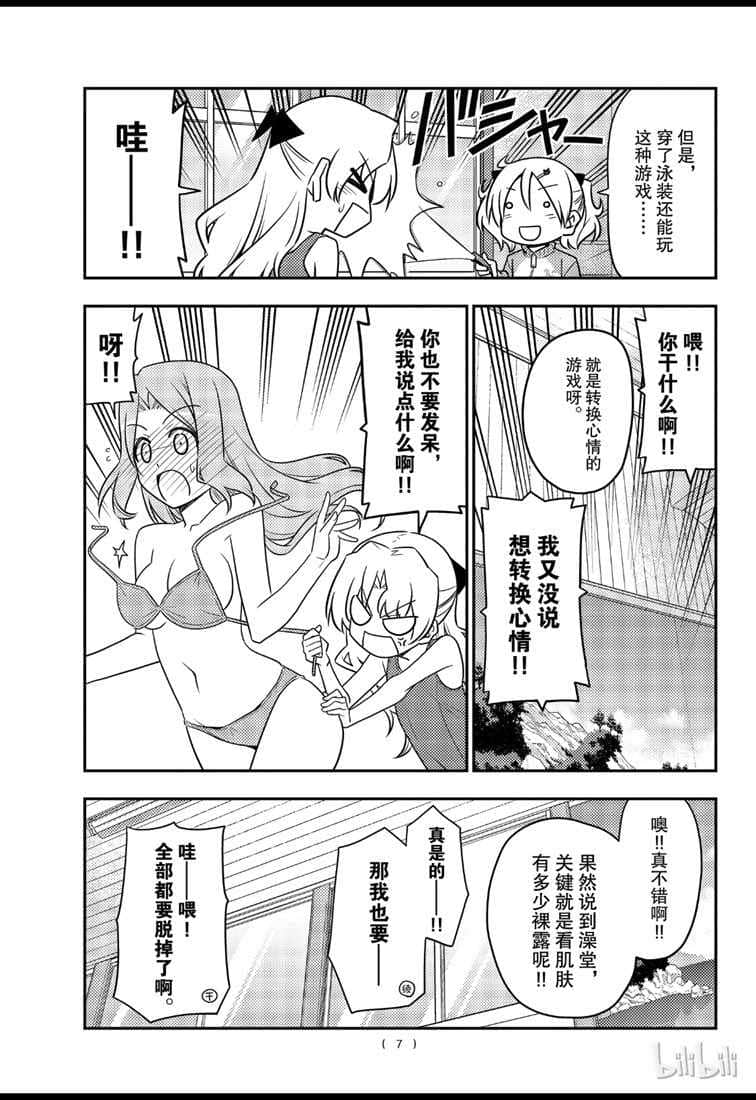 但是，
穿了泳装还能玩
这种游戏……
バシャー
哇——!!
喂!!
你干什么啊!!
就是转换心情的
游戏呀。
我又没说
想转换心情!!
你也不要发呆，
给我说点什么啊!!
呀!!
噢!!真不错啊!!
果然说到澡堂，
关键就是看肌肤
有多少裸露呢!!
真是的——!!
那我也要—
绫
哇——喂！
全部都要脱掉了啊。
千
( 7 )
bilibili